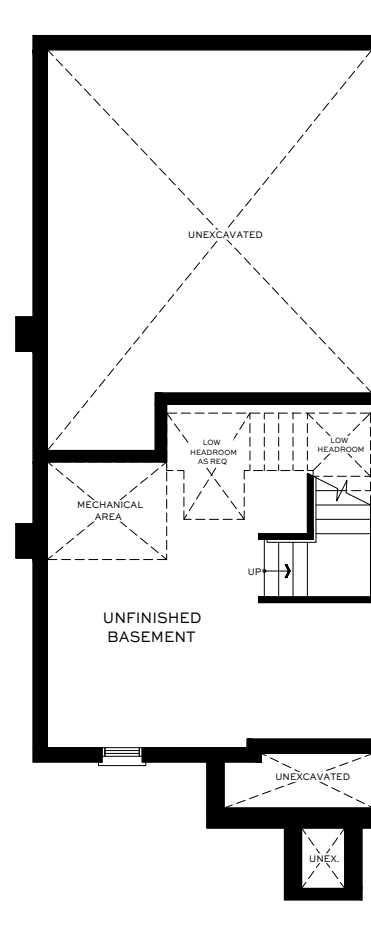 UNEXCAVATED
LOW
HEADROOM
AS REQ
LOW
HEADROOM
MECHANICAL
AREA
UP
UNFINISHED
BASEMENT
UNEXCAVATED
UNEX.